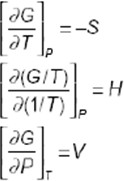 [∂G/∂T]_P = –S
[∂(G/T)/∂(1/T)]_P = H
[∂G/∂P]_T = V